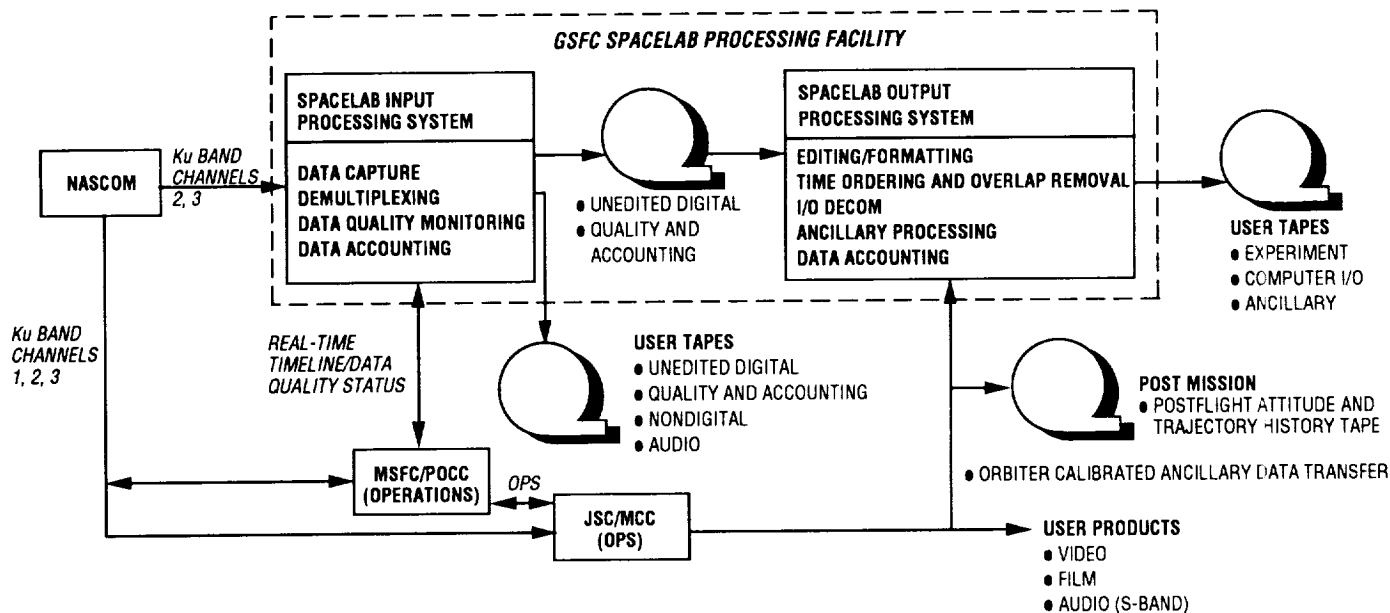 GSFC SPACELAB PROCESSING FACILITY
NASCOM
Ku BAND
CHANNELS
2, 3
SPACELAB INPUT
PROCESSING SYSTEM
DATA CAPTURE
DEMULTIPLEXING
DATA QUALITY MONITORING
DATA ACCOUNTING
● UNEDITED DIGITAL
● QUALITY AND
ACCOUNTING
SPACELAB OUTPUT
PROCESSING SYSTEM
EDITING/FORMATTING
TIME ORDERING AND OVERLAP REMOVAL
I/O DECOM
ANCILLARY PROCESSING
DATA ACCOUNTING
USER TAPES
● EXPERIMENT
● COMPUTER I/O
● ANCILLARY
Ku BAND
CHANNELS
1, 2, 3
REAL-TIME
TIMELINE/DATA
QUALITY STATUS
USER TAPES
● UNEDITED DIGITAL
● QUALITY AND ACCOUNTING
● NONDIGITAL
● AUDIO
POST MISSION
● POSTFLIGHT ATTITUDE AND
TRAJECTORY HISTORY TAPE
● ORBITER CALIBRATED ANCILLARY DATA TRANSFER
MSFC/POCC
(OPERATIONS)
OPS
JSC/MCC
(OPS)
USER PRODUCTS
● VIDEO
● FILM
● AUDIO (S-BAND)